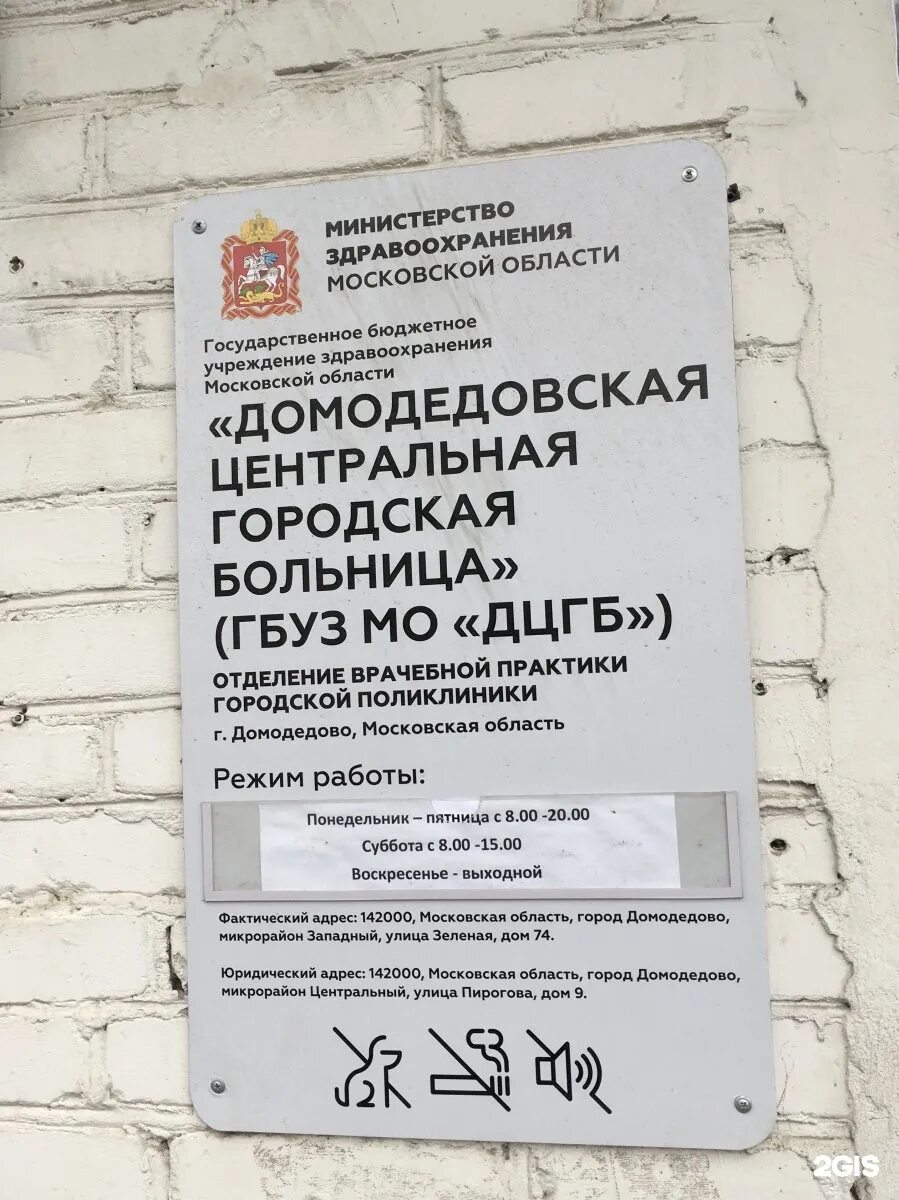 МИНИСТЕРСТВО
ЗДРАВООХРАНЕНИЯ
МОСКОВСКОЙ ОБЛАСТИ
Государственное бюджетное
учреждение здравоохранения
Московской области
«ДОМОДЕДОВСКАЯ
ЦЕНТРАЛЬНАЯ
ГОРОДСКАЯ
БОЛЬНИЦА»
(ГБУЗ МО «ДЦГБ»)
ОТДЕЛЕНИЕ ВРАЧЕБНОЙ ПРАКТИКИ
ГОРОДСКОЙ ПОЛИКЛИНИКИ
г. Домодедово, Московская область
Режим работы:
Понедельник – пятница с 8.00 -20.00
Суббота с 8.00 -15.00
Воскресенье - выходной
Фактический адрес: 142000, Московская область, город Домодедово,
микрорайон Западный, улица Зеленая, дом 74.
Юридический адрес: 142000, Московская область, город Домодедово,
микрорайон Центральный, улица Пирогова, дом 9.
2GIS